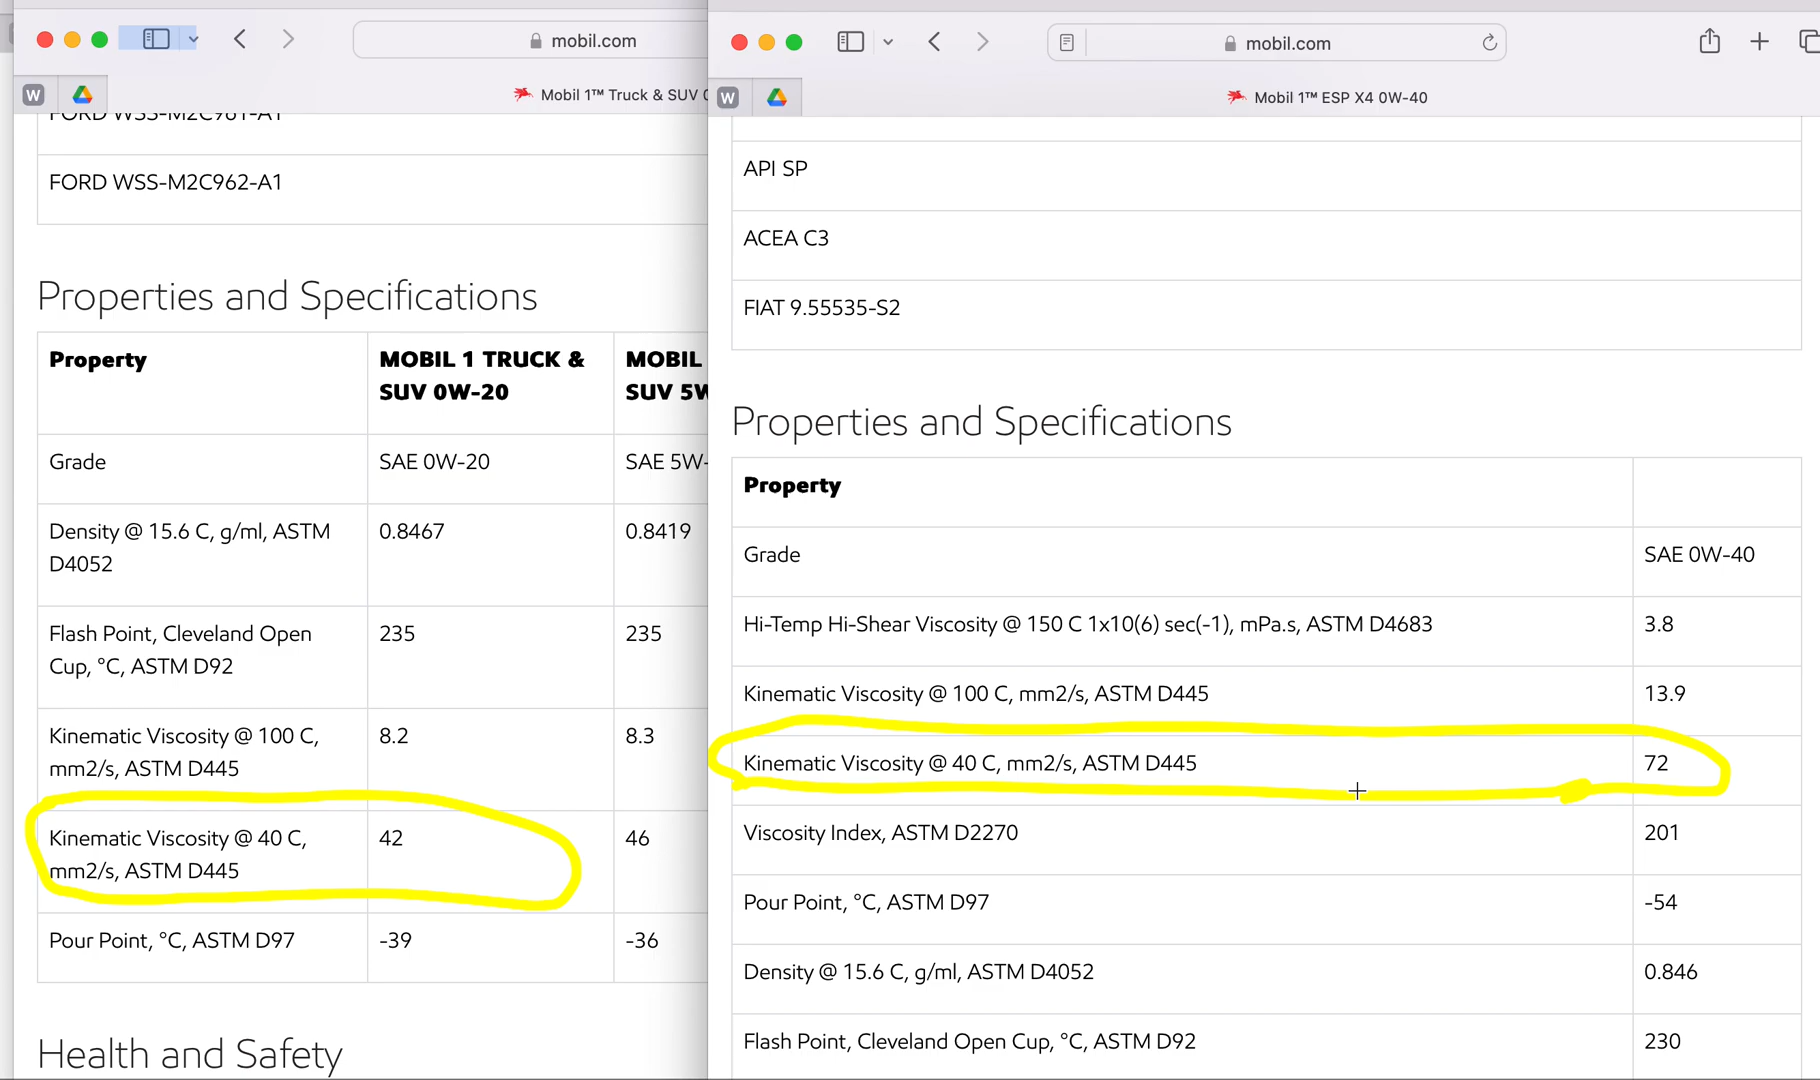 mobil.com
W
Mobil 1™ Truck & SUV
FORD WSS-M2C961-A1
FORD WSS-M2C962-A1
Properties and Specifications
Property
MOBIL 1 TRUCK &
SUV 0W-20
MOBIL
SUV 5W
Grade
SAE 0W-20
SAE 5W-
Density @ 15.6 C, g/ml, ASTM
D4052
0.8467
0.8419
Flash Point, Cleveland Open
Cup, °C, ASTM D92
235
235
Kinematic Viscosity @ 100 C,
mm2/s, ASTM D445
8.2
8.3
Kinematic Viscosity @ 40 C,
mm2/s, ASTM D445
42
46
Pour Point, °C, ASTM D97
-39
-36
Health and Safety
mobil.com
W
Mobil 1™ ESP X4 0W-40
API SP
ACEA C3
FIAT 9.55535-S2
Properties and Specifications
Property
Grade
SAE 0W-40
Hi-Temp Hi-Shear Viscosity @ 150 C 1x10(6) sec(-1), mPa.s, ASTM D4683
3.8
Kinematic Viscosity @ 100 C, mm2/s, ASTM D445
13.9
Kinematic Viscosity @ 40 C, mm2/s, ASTM D445
72
Viscosity Index, ASTM D2270
201
Pour Point, °C, ASTM D97
-54
Density @ 15.6 C, g/ml, ASTM D4052
0.846
Flash Point, Cleveland Open Cup, °C, ASTM D92
230